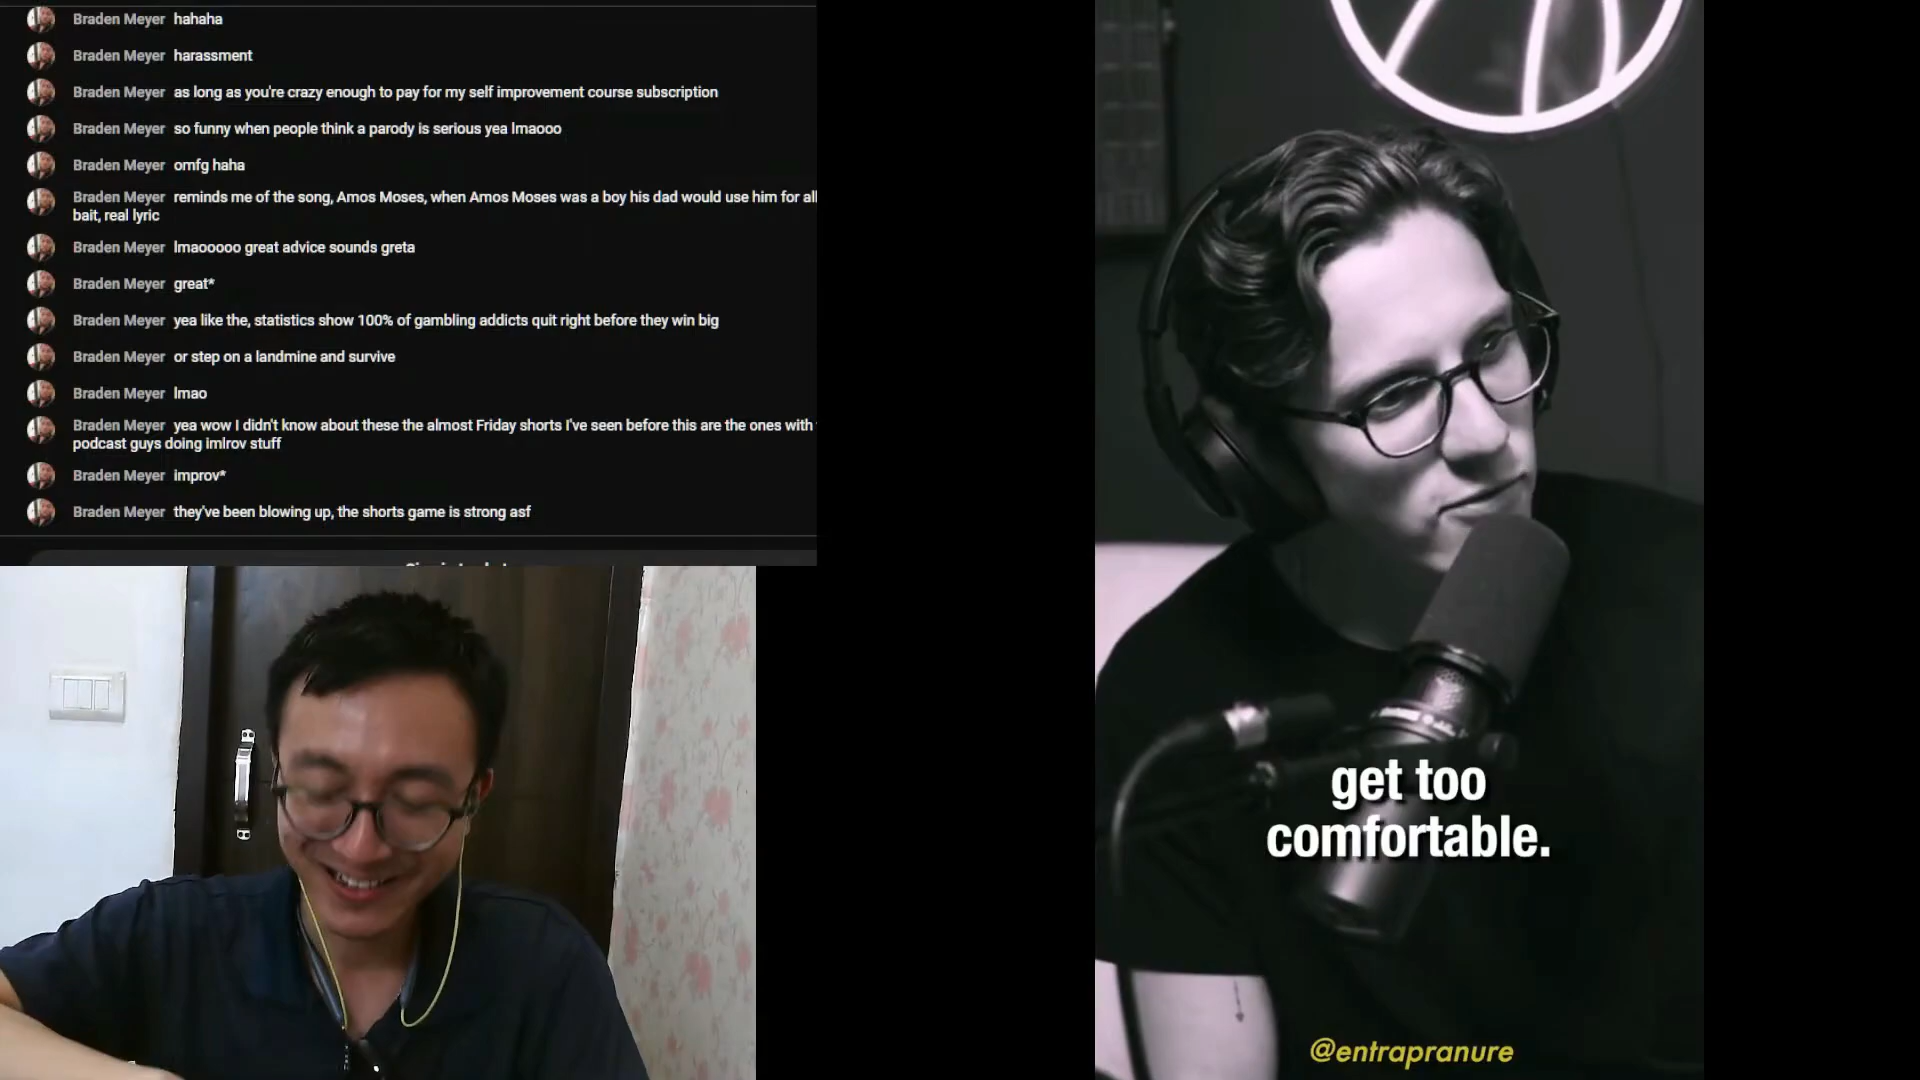 Braden Meyer hahaha
Braden Meyer harassment
Braden Meyer as long as you're crazy enough to pay for my self improvement course subscription
Braden Meyer so funny when people think a parody is serious yea lmaooo
Braden Meyer omfg haha
Braden Meyer reminds me of the song, Amos Moses, when Amos Moses was a boy his dad would use him for all
bait, real lyric
Braden Meyer lmaooooo great advice sounds greta
Braden Meyer great*
Braden Meyer yea like the, statistics show 100% of gambling addicts quit right before they win big
Braden Meyer or step on a landmine and survive
Braden Meyer lmao
Braden Meyer yea wow I didn't know about these the almost Friday shorts I've seen before this are the ones with
podcast guys doing imlrov stuff
Braden Meyer improv*
Braden Meyer they've been blowing up, the shorts game is strong asf
get too
comfortable.
@entrapranure